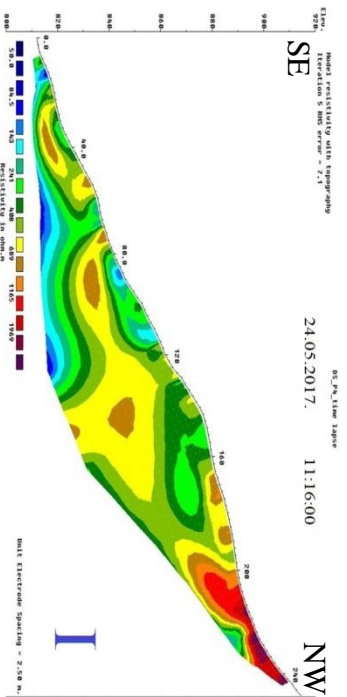 DS_P4_time lapse
Model resistivity with topography
Iteration 5 RMS error = 7.1
Elev.
920
SE
24.05.2017. 11:16:00
NW
240
900
200
880
160
860
120
840
80.0
820
40.0
800
0.0
I
50.0 84.5 143 241 408 689 1165 1969
Resistivity in ohm.m
Unit Electrode Spacing = 2.50 m.